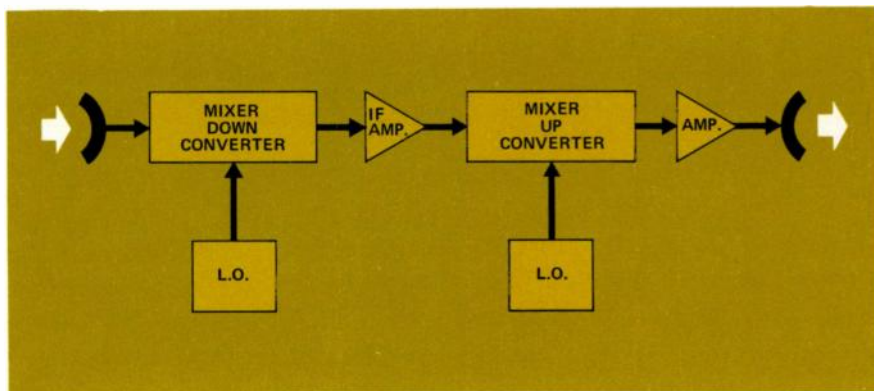 MIXER
DOWN
CONVERTER
IF
AMP.
MIXER
UP
CONVERTER
AMP.
L.O.
L.O.